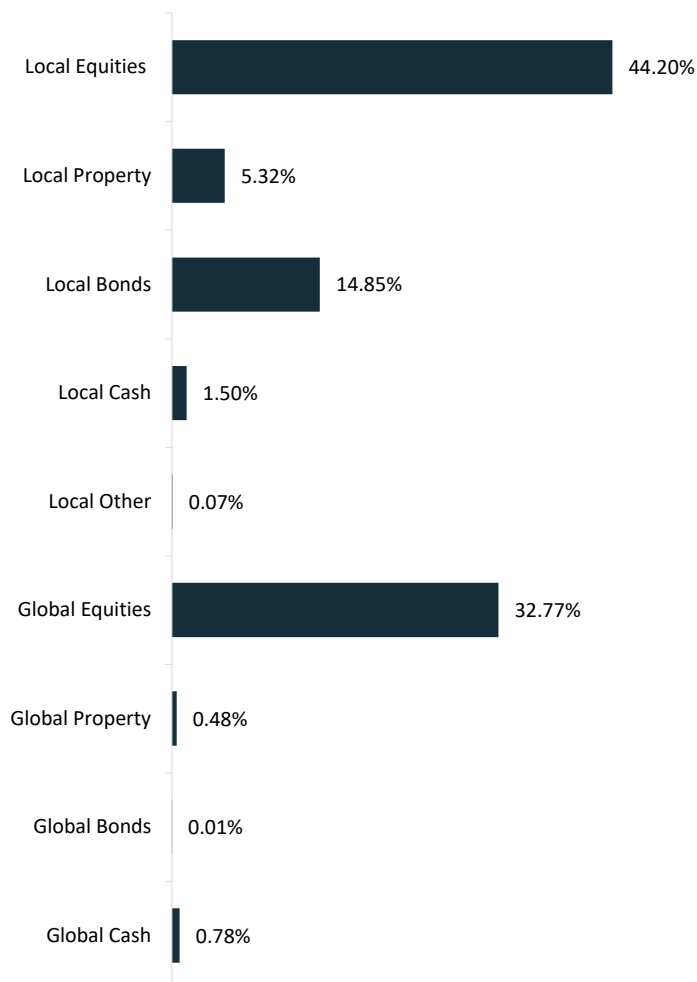 Local Equities 44.20%
Local Property 5.32%
Local Bonds 14.85%
Local Cash 1.50%
Local Other 0.07%
Global Equities 32.77%
Global Property 0.48%
Global Bonds 0.01%
Global Cash 0.78%